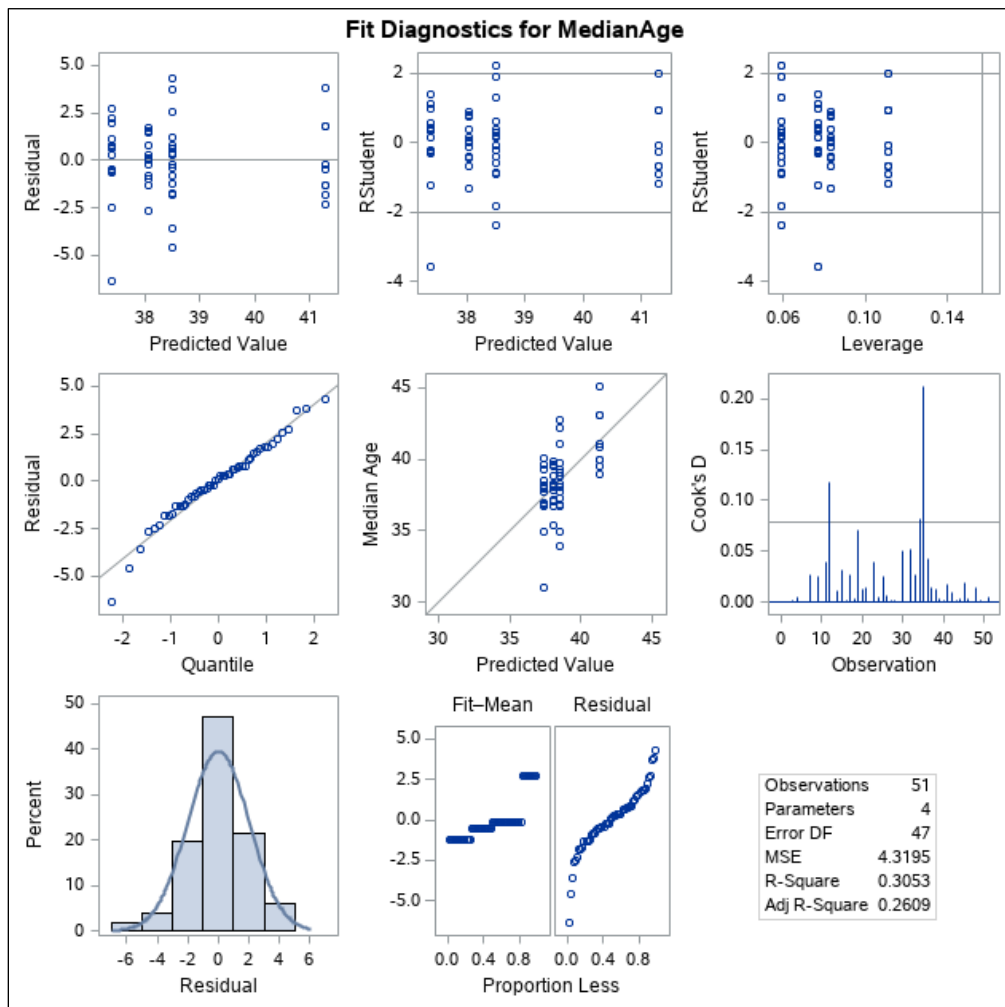 Fit Diagnostics for MedianAge
5.0
2.5
0.0
-2.5
-5.0
Residual
38 39 40 41
Predicted Value
2
0
-2
-4
RStudent
38 39 40 41
Predicted Value
2
0
-2
-4
RStudent
0.06 0.10 0.14
Leverage
5.0
2.5
0.0
-2.5
-5.0
Residual
-2 -1 0 1 2
Quantile
45
40
35
30
Median Age
30 35 40 45
Predicted Value
0.20
0.15
0.10
0.05
0.00
Cook's D
0 10 20 30 40 50
Observation
50
40
30
20
10
0
Percent
-6 -4 -2 0 2 4 6
Residual
Fit–Mean Residual
5.0
2.5
0.0
-2.5
-5.0
0.0 0.4 0.8 0.0 0.4 0.8
Proportion Less
Observations 51
Parameters 4
Error DF 47
MSE 4.3195
R-Square 0.3053
Adj R-Square 0.2609